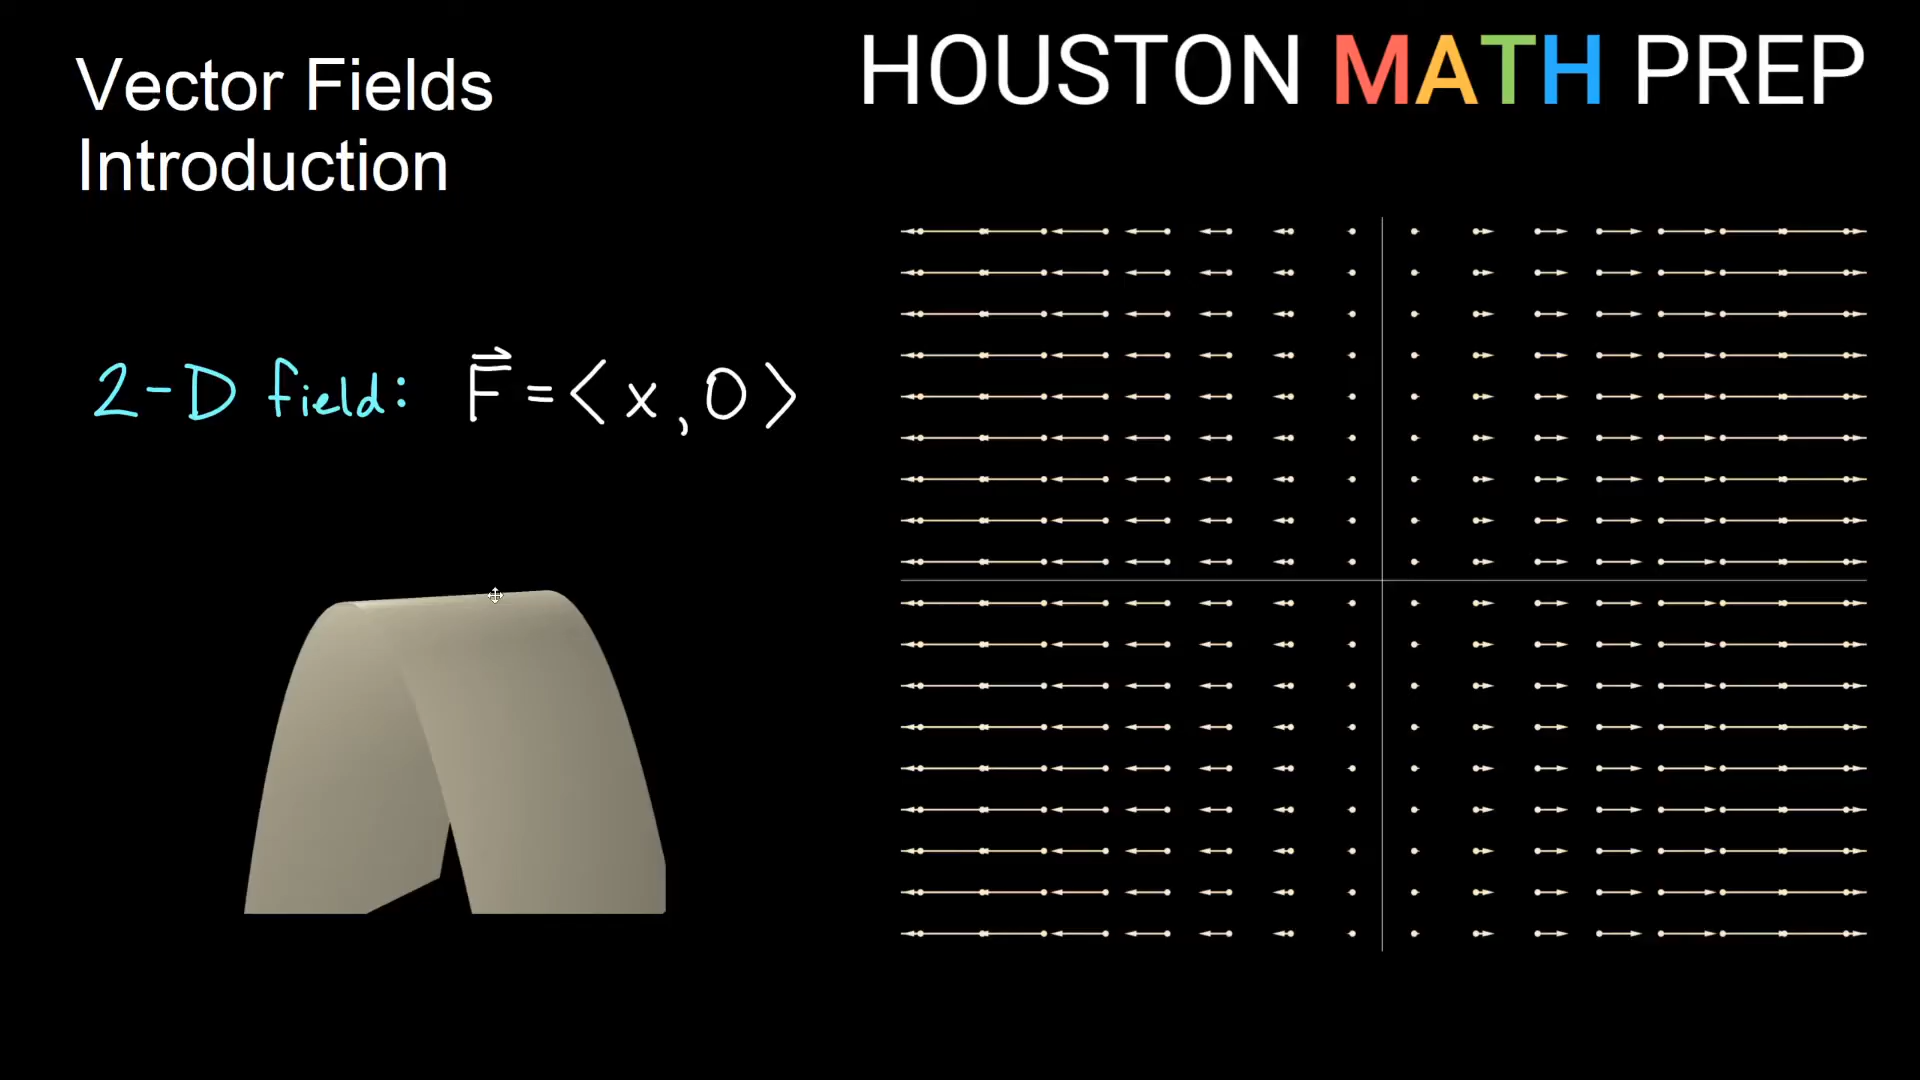 Vector Fields
Introduction
HOUSTON MATH PREP
2-D field: F⃗ = <x, 0>